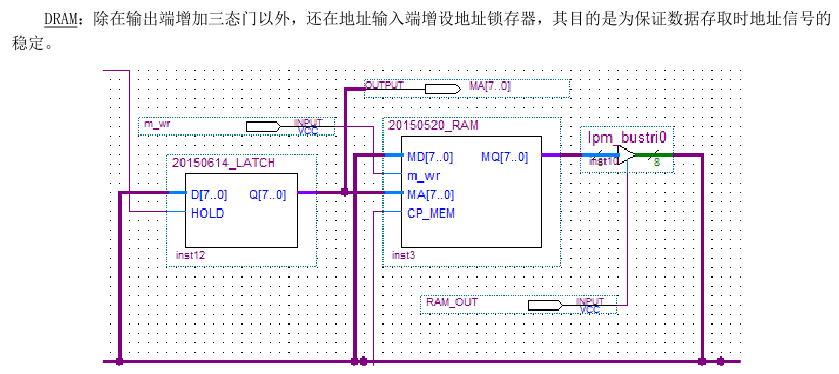 DRAM：除在输出端增加三态门以外，还在地址输入端增设地址锁存器，其目的是为保证数据存取时地址信号的
稳定。
OUTPUT MA[7..0]
m_wr INPUT
VCC
20150520_RAM
lpm_bustri0
20150614_LATCH
MD[7..0] MQ[7..0]
inst10 8
m_wr
D[7..0] Q[7..0]
MA[7..0]
HOLD
CP_MEM
inst12
inst3
RAM_OUT INPUT
VCC